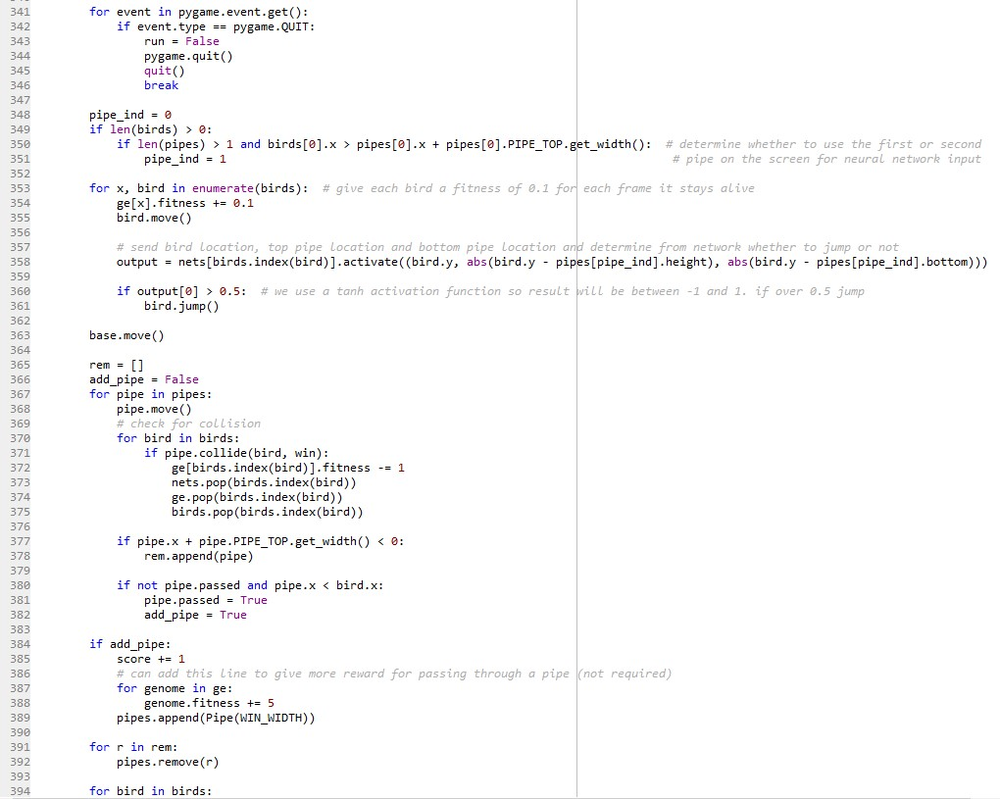 341 for event in pygame.event.get():
342 if event.type == pygame.QUIT:
343 run = False
344 pygame.quit()
345 quit()
346 break
347
348 pipe_ind = 0
349 if len(birds) > 0:
350 if len(pipes) > 1 and birds[0].x > pipes[0].x + pipes[0].PIPE_TOP.get_width():  # determine whether to use the first or second
351 pipe_ind = 1  # pipe on the screen for neural network input
352
353 for x, bird in enumerate(birds):  # give each bird a fitness of 0.1 for each frame it stays alive
354 ge[x].fitness += 0.1
355 bird.move()
356
357 # send bird location, top pipe location and bottom pipe location and determine from network whether to jump or not
358 output = nets[birds.index(bird)].activate((bird.y, abs(bird.y - pipes[pipe_ind].height), abs(bird.y - pipes[pipe_ind].bottom)))
359
360 if output[0] > 0.5:  # we use a tanh activation function so result will be between -1 and 1. if over 0.5 jump
361 bird.jump()
362
363 base.move()
364
365 rem = []
366 add_pipe = False
367 for pipe in pipes:
368 pipe.move()
369 # check for collision
370 for bird in birds:
371 if pipe.collide(bird, win):
372 ge[birds.index(bird)].fitness -= 1
373 nets.pop(birds.index(bird))
374 ge.pop(birds.index(bird))
375 birds.pop(birds.index(bird))
376
377 if pipe.x + pipe.PIPE_TOP.get_width() < 0:
378 rem.append(pipe)
379
380 if not pipe.passed and pipe.x < bird.x:
381 pipe.passed = True
382 add_pipe = True
383
384 if add_pipe:
385 score += 1
386 # can add this line to give more reward for passing through a pipe (not required)
387 for genome in ge:
388 genome.fitness += 5
389 pipes.append(Pipe(WIN_WIDTH))
390
391 for r in rem:
392 pipes.remove(r)
393
394 for bird in birds: